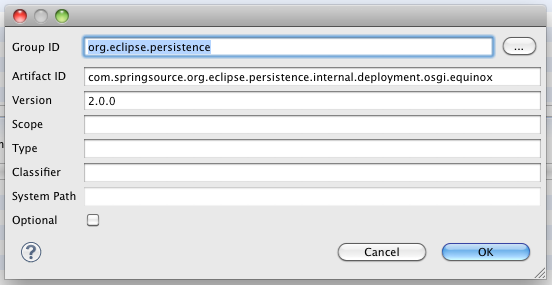 Group ID org.eclipse.persistence ...
Artifact ID com.springsource.org.eclipse.persistence.internal.deployment.osgi.equinox
Version 2.0.0
Scope
Type
Classifier
System Path
Optional
? Cancel OK